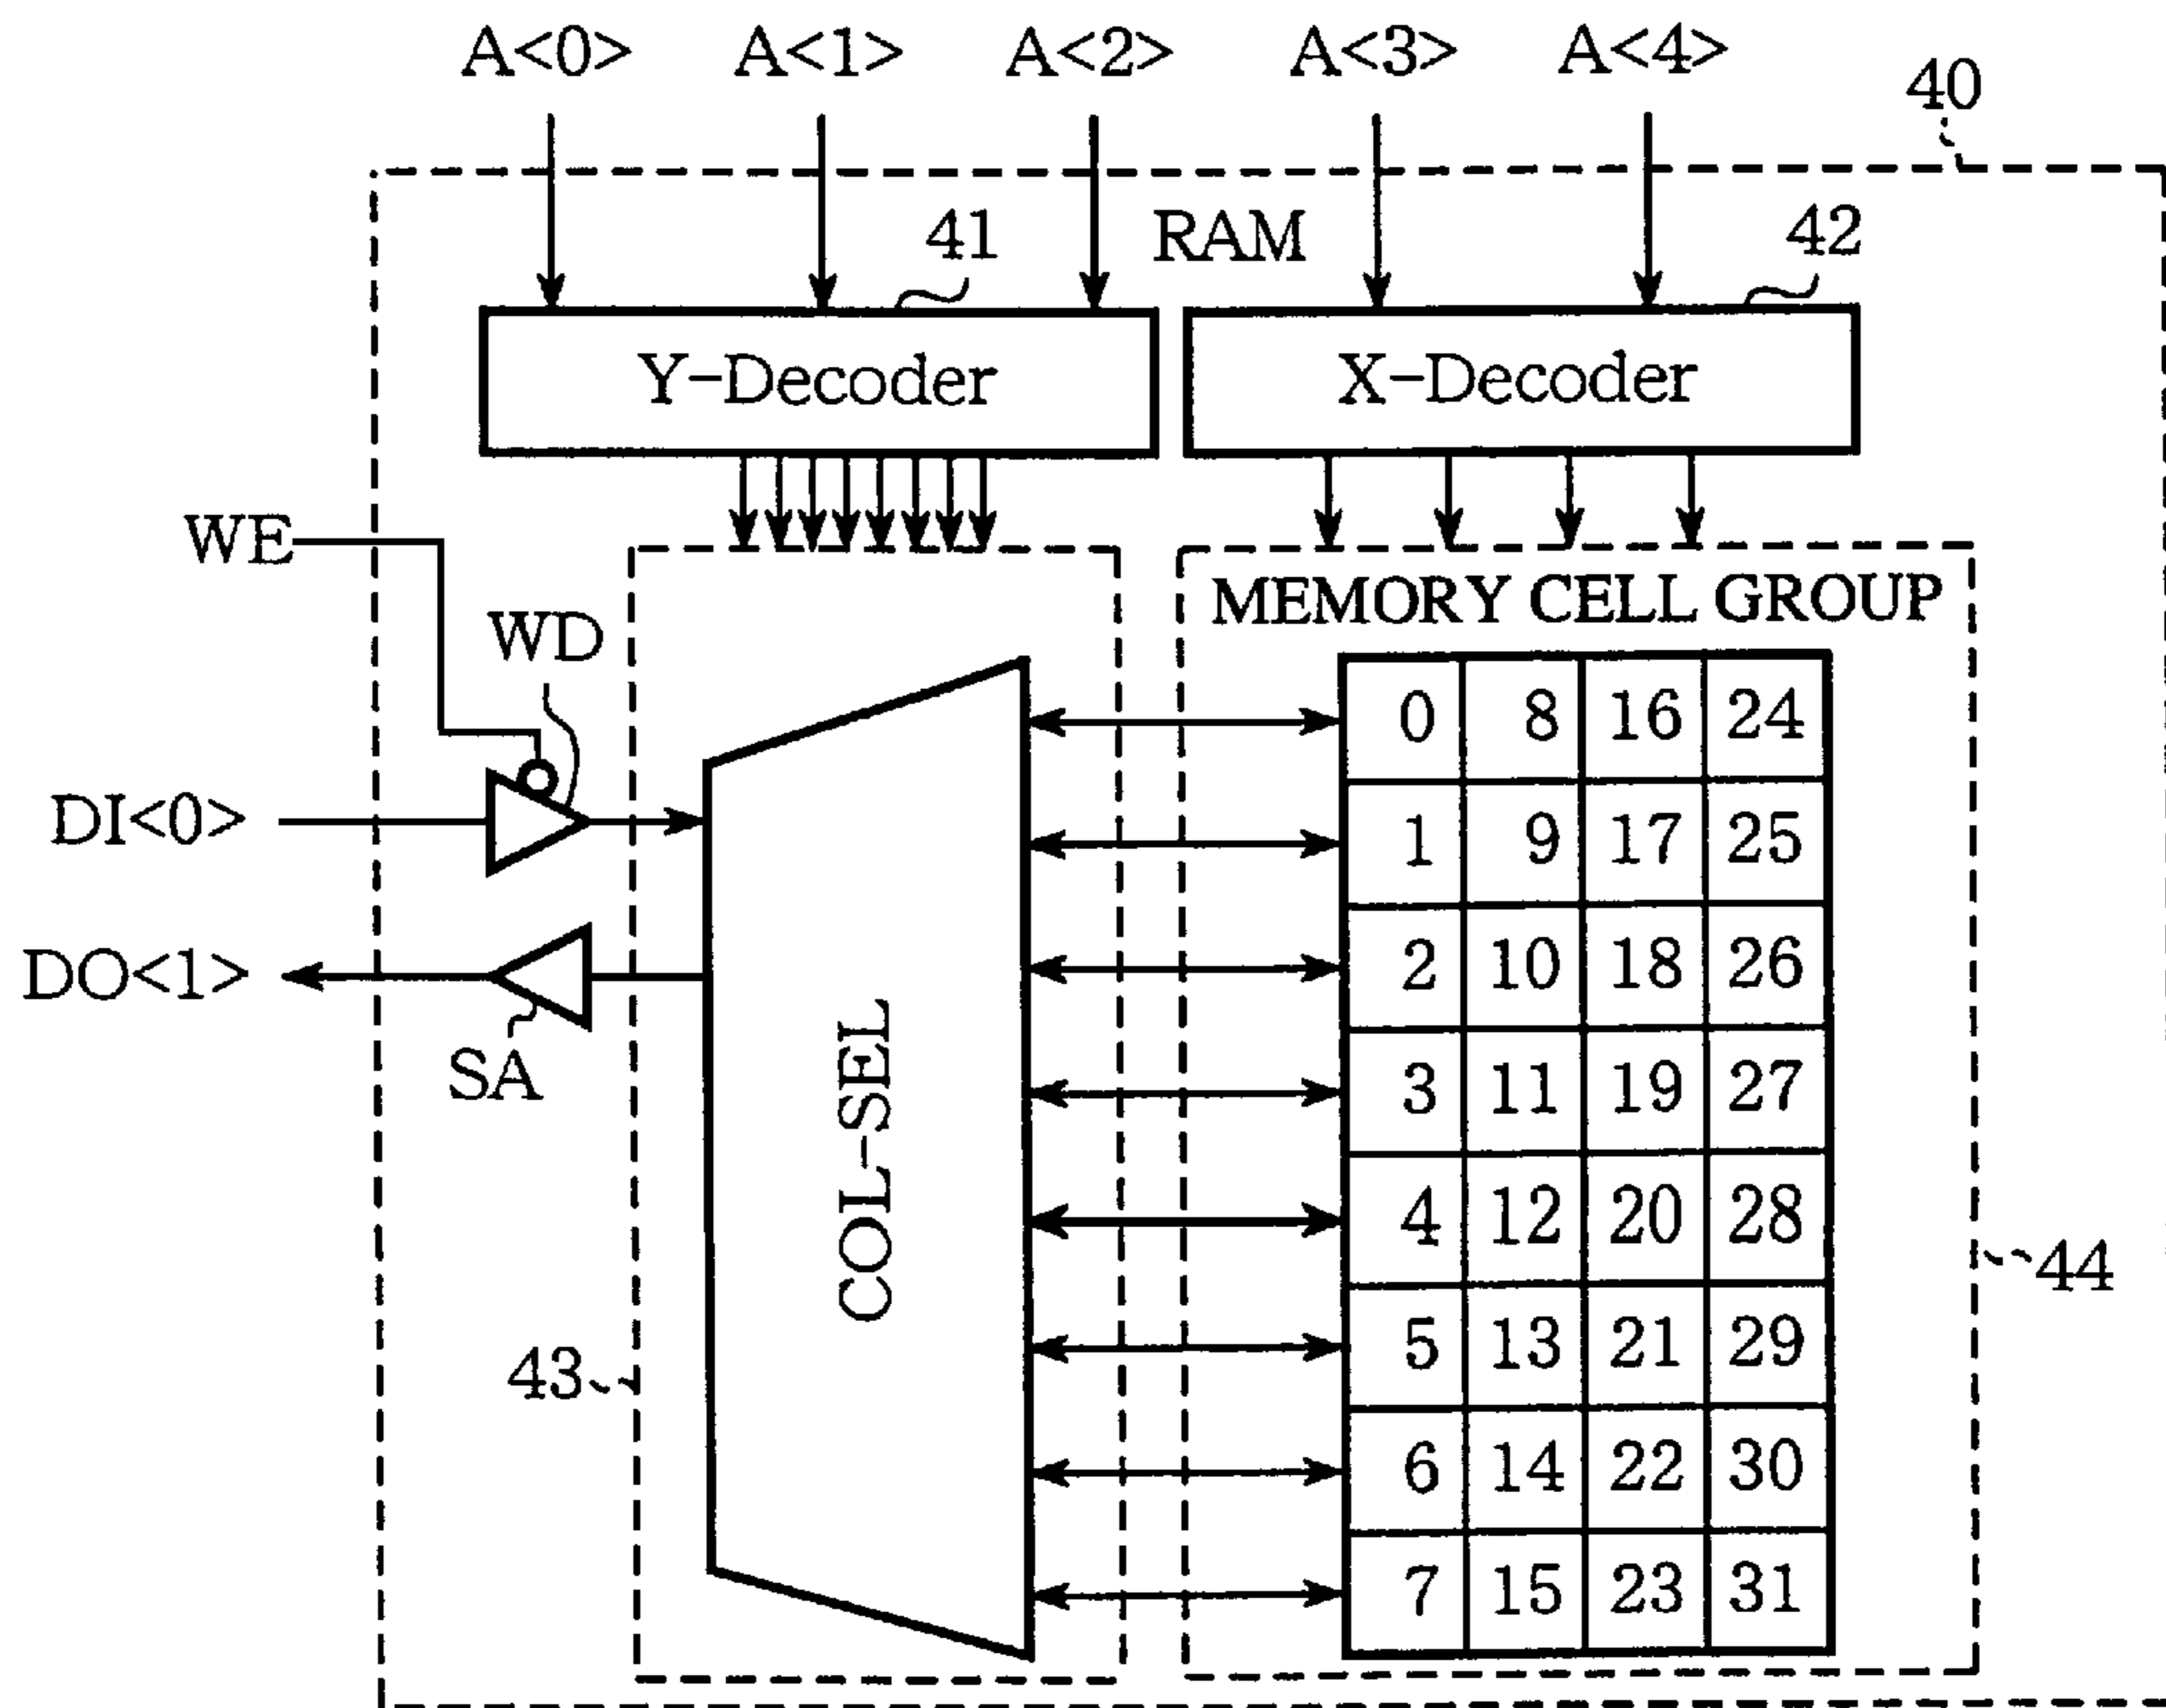 A<0> A<1> A<2> A<3> A<4>
40
RAM
41
42
Y-Decoder
X-Decoder
WE
WD
MEMORY CELL GROUP
DI<0>
DO<1>
SA
COL-SEL
43
44
0 8 16 24
1 9 17 25
2 10 18 26
3 11 19 27
4 12 20 28
5 13 21 29
6 14 22 30
7 15 23 31